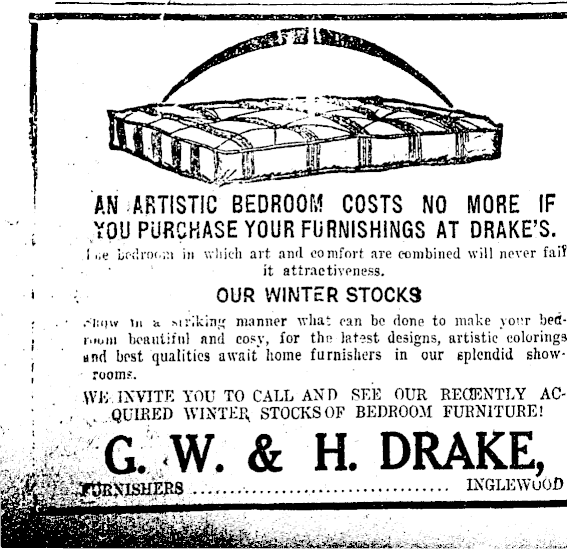 AN ARTISTIC BEDROOM COSTS NO MORE IF
YOU PURCHASE YOUR FURNISHINGS AT DRAKE'S.
The bedroom in which art and comfort are combined will never fail
it attractiveness.
OUR WINTER STOCKS
Show in a striking manner what can be done to make your bed-
room beautiful and cosy, for the latest designs, artistic colorings
and best qualities await home furnishers in our splendid show-
rooms.
WE INVITE YOU TO CALL AND SEE OUR RECENTLY AC-
QUIRED WINTER STOCKS OF BEDROOM FURNITURE!
G. W. & H. DRAKE,
FURNISHERS ................................ INGLEWOOD